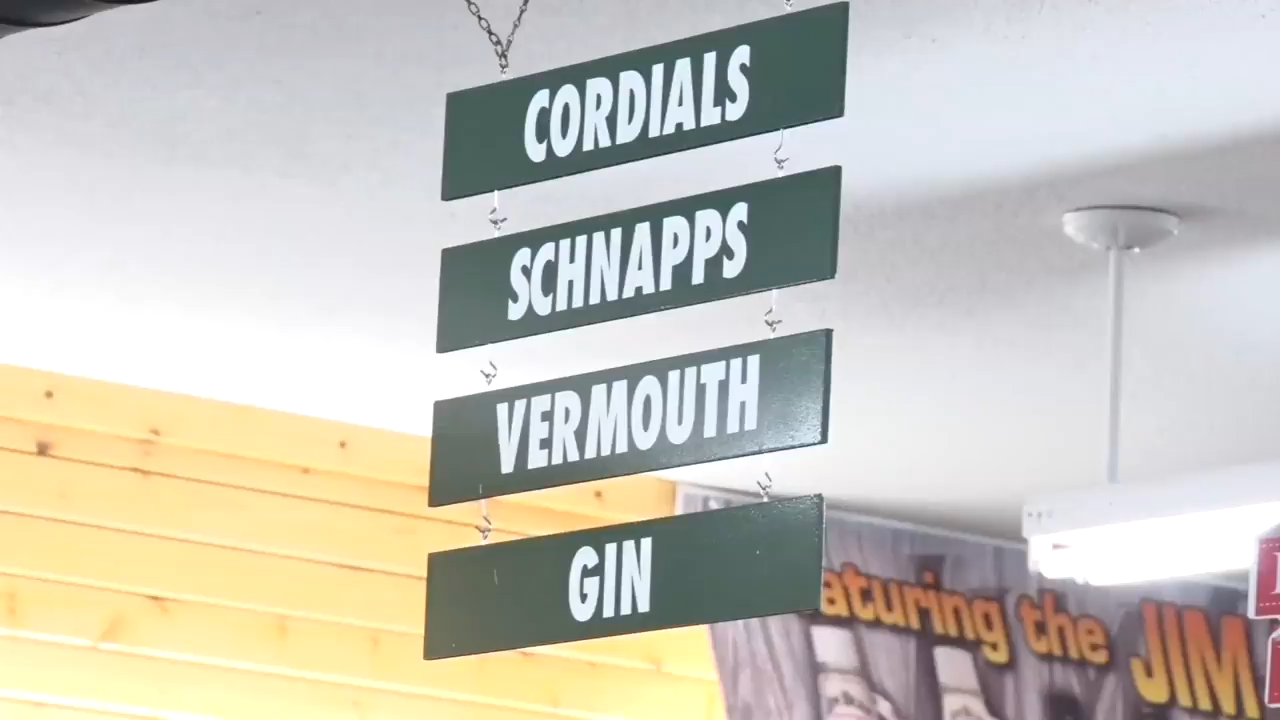 CORDIALS
SCHNAPPS
VERMOUTH
GIN
aturing the JIM